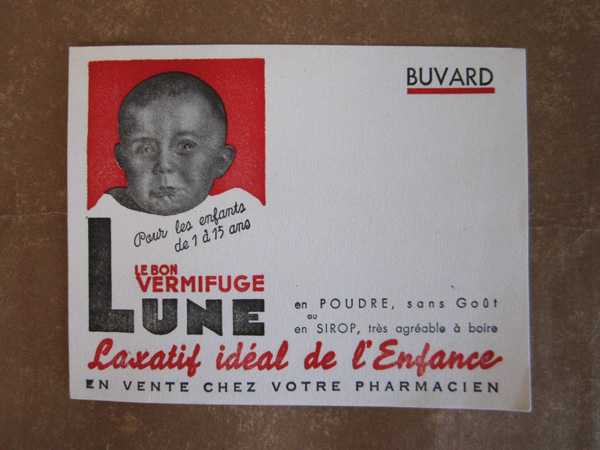 BUVARD
Pour les enfants
de 1 à 15 ans
LE BON
VERMIFUGE
LUNE
en POUDRE, sans Goût
ou
en SIROP, très agréable à boire
Laxatif idéal de l'Enfance
EN VENTE CHEZ VOTRE PHARMACIEN